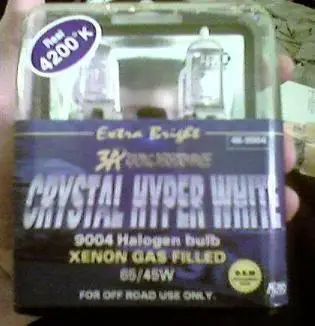 Real
4200°K
Extra Bright
CRYSTAL HYPER WHITE
9004 Halogen bulb
XENON GAS FILLED
65/45W
FOR OFF ROAD USE ONLY.